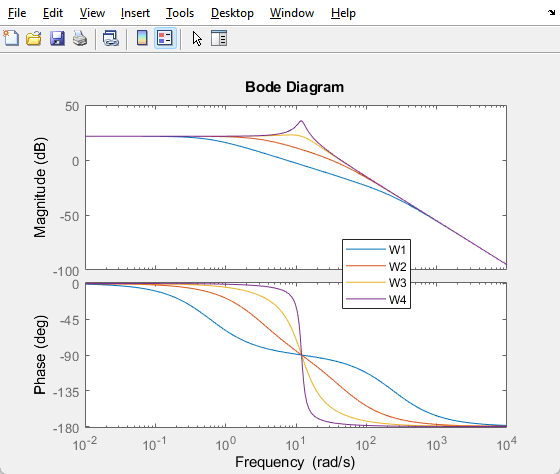 File Edit View Insert Tools Desktop Window Help
Bode Diagram
Magnitude (dB)
50
0
-50
-100
W1
W2
W3
W4
Phase (deg)
0
-45
-90
-135
-180
10^-2 10^-1 10^0 10^1 10^2 10^3 10^4
Frequency (rad/s)